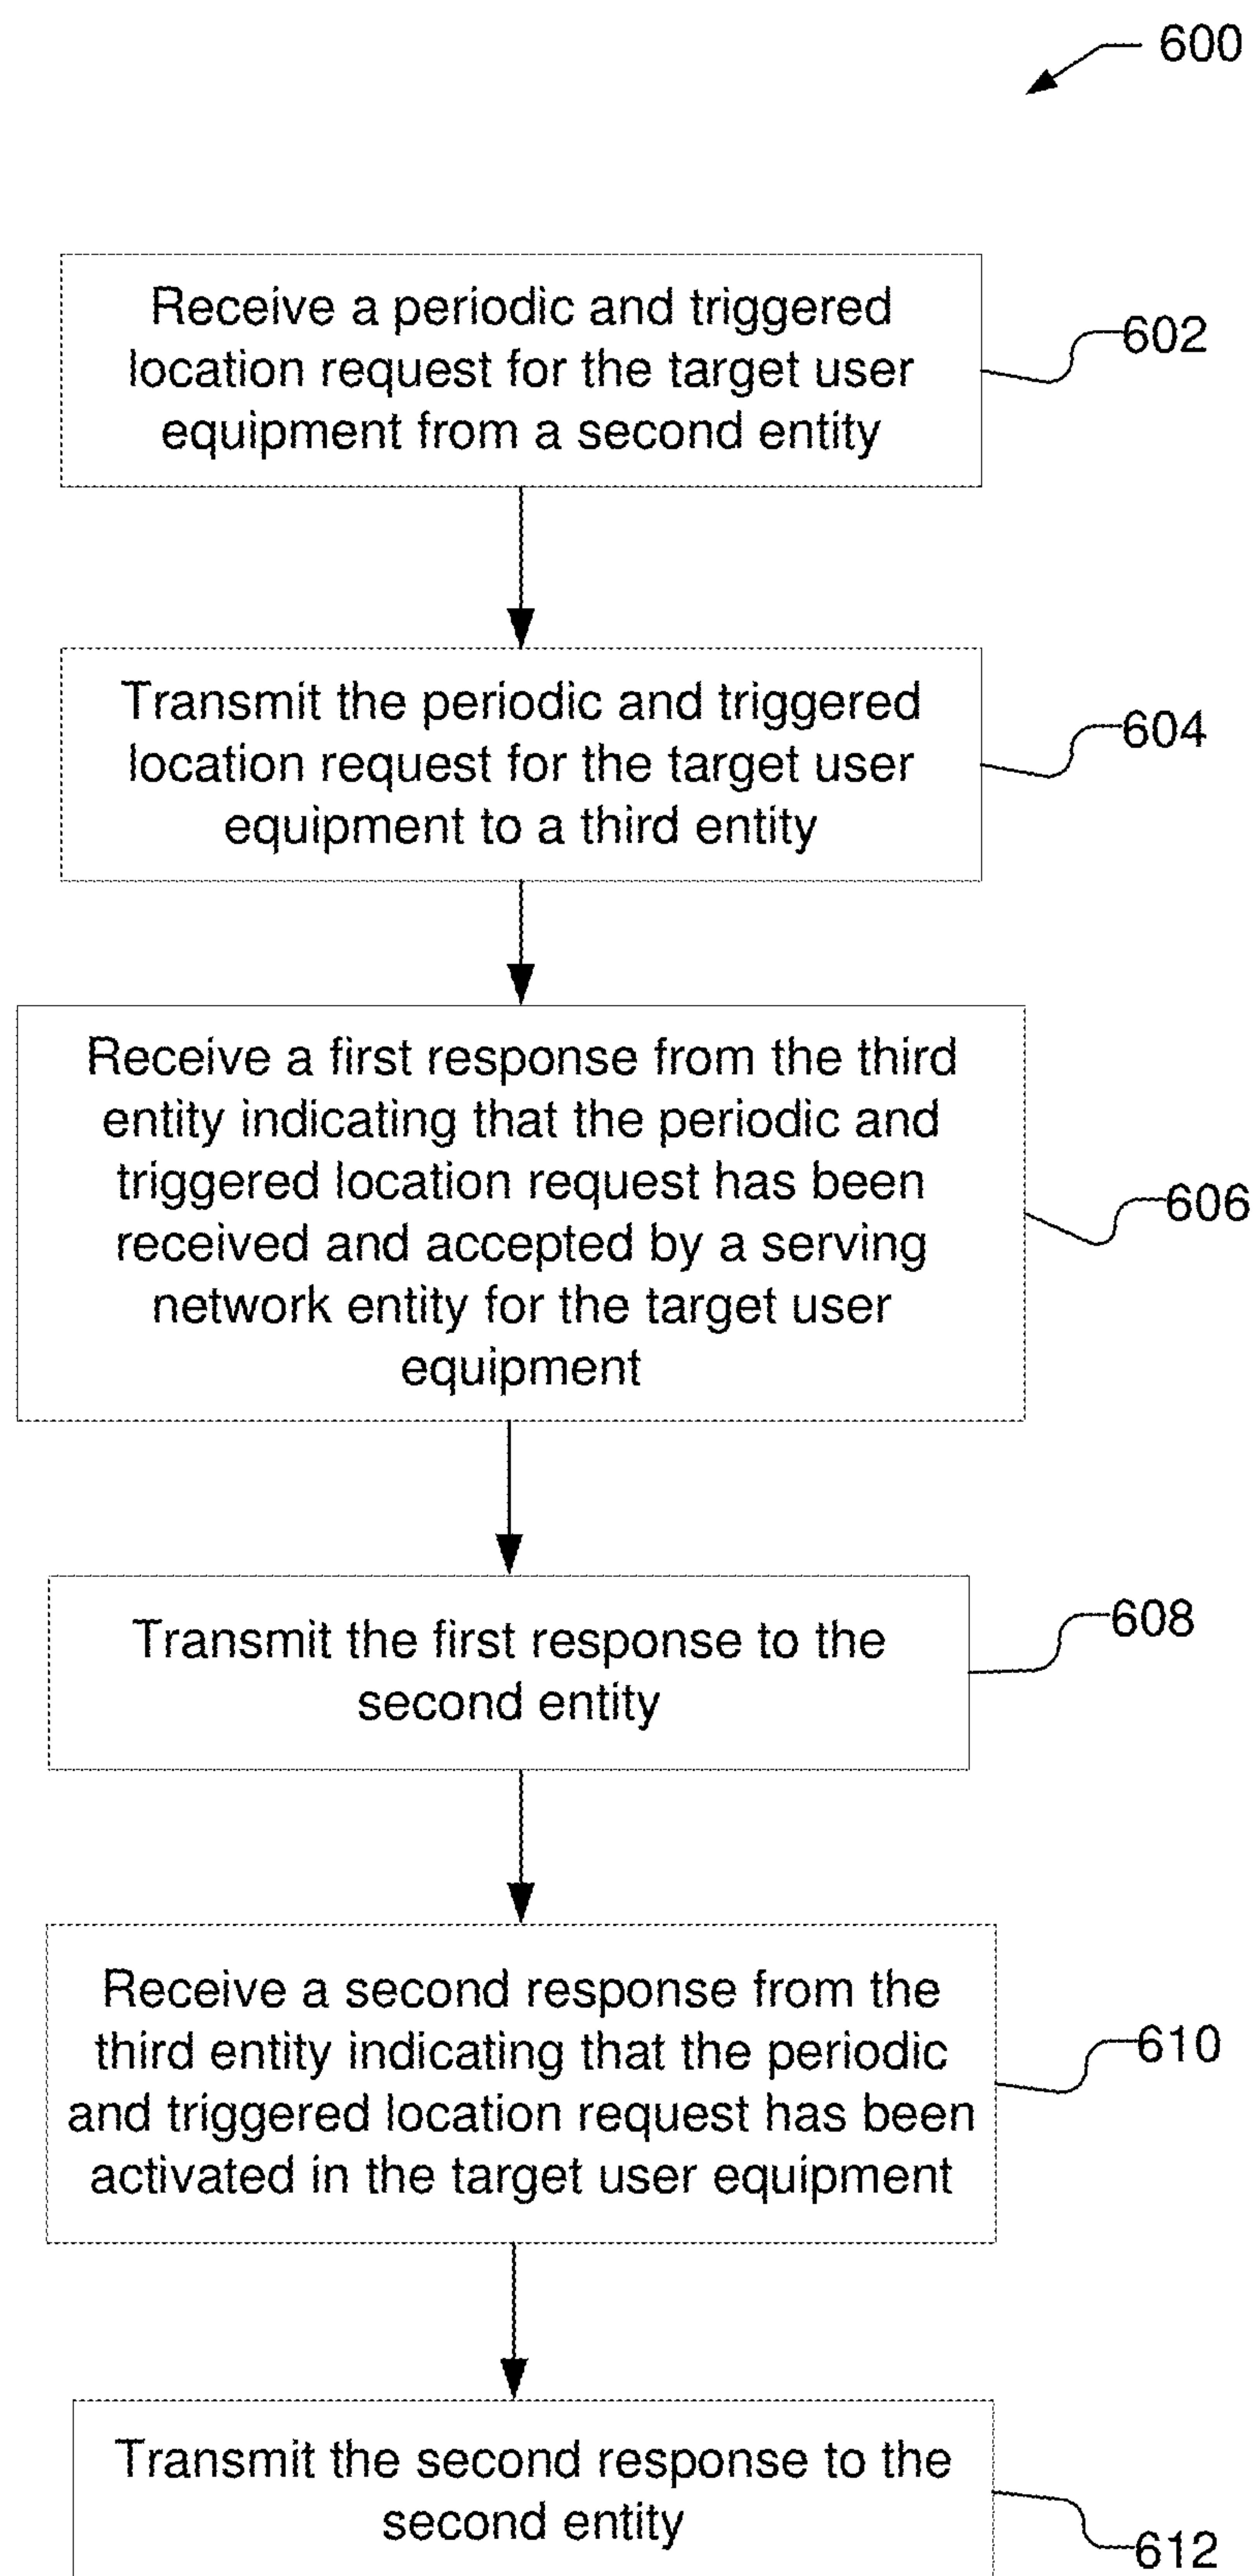 600
Receive a periodic and triggered
location request for the target user
equipment from a second entity
602
Transmit the periodic and triggered
location request for the target user
equipment to a third entity
604
Receive a first response from the third
entity indicating that the periodic and
triggered location request has been
received and accepted by a serving
network entity for the target user
equipment
606
Transmit the first response to the
second entity
608
Receive a second response from the
third entity indicating that the periodic
and triggered location request has been
activated in the target user equipment
610
Transmit the second response to the
second entity
612